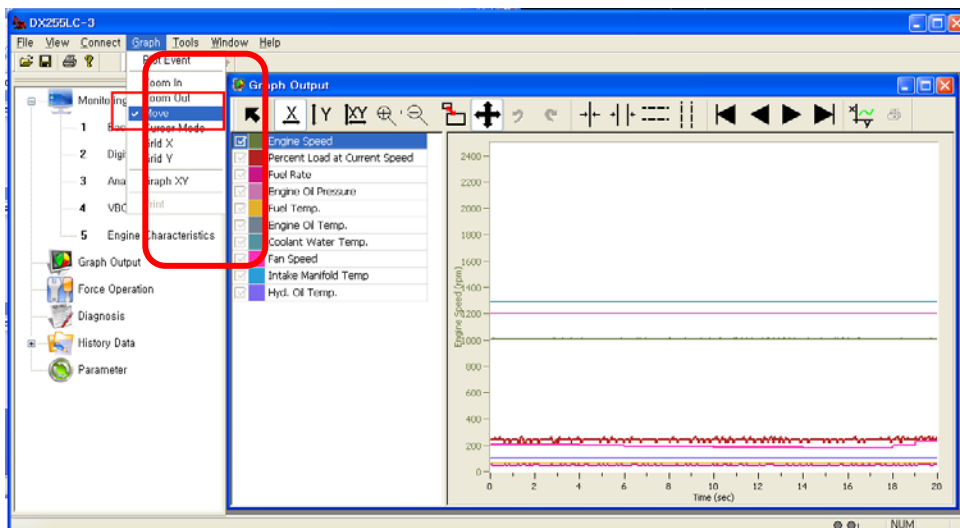 DX255LC-3
File View Connect Graph Tools Window Help
Plot Event
Zoom In
Zoom Out
Move
Cursor Mode
Grid X
Grid Y
Graph XY
Print
Monitoring
1
2 Digi
3 Ana
4 VBO
5 Engine Characteristics
Graph Output
Force Operation
Diagnosis
History Data
Parameter
Graph Output
X Y XY
Engine Speed
Percent Load at Current Speed
Fuel Rate
Engine Oil Pressure
Fuel Temp.
Engine Oil Temp.
Coolant Water Temp.
Fan Speed
Intake Manifold Temp
Hyd. Oil Temp.
Engine Speed (rpm)
2400
2200
2000
1800
1600
1400
1200
1000
800
600
400
200
0
0 2 4 6 8 10 12 14 16 18 20
Time (sec)
NUM